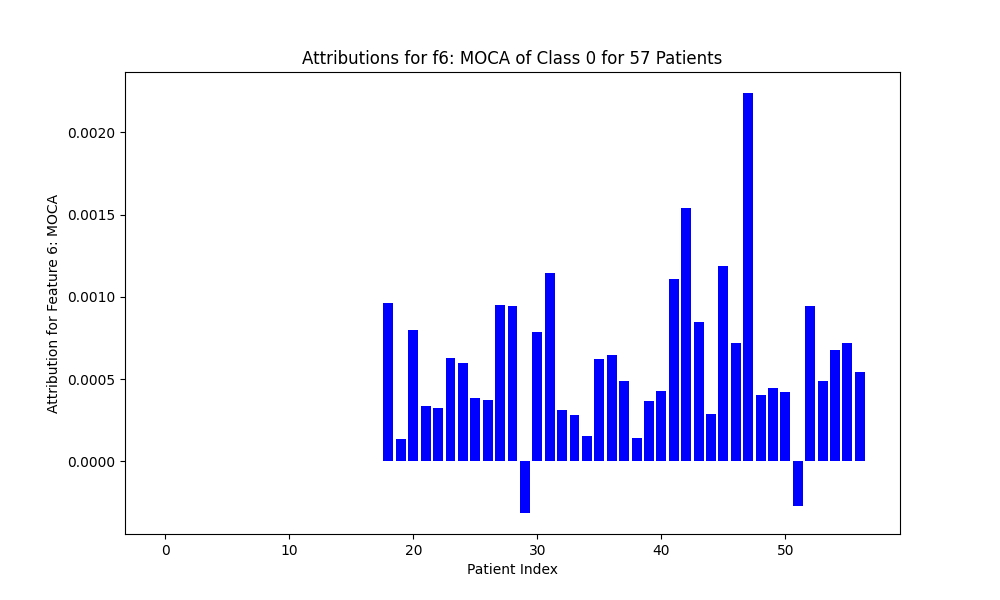 Attributions for f6: MOCA of Class 0 for 57 Patients
Attribution for Feature 6: MOCA
0.0020
0.0015
0.0010
0.0005
0.0000
0 10 20 30 40 50
Patient Index